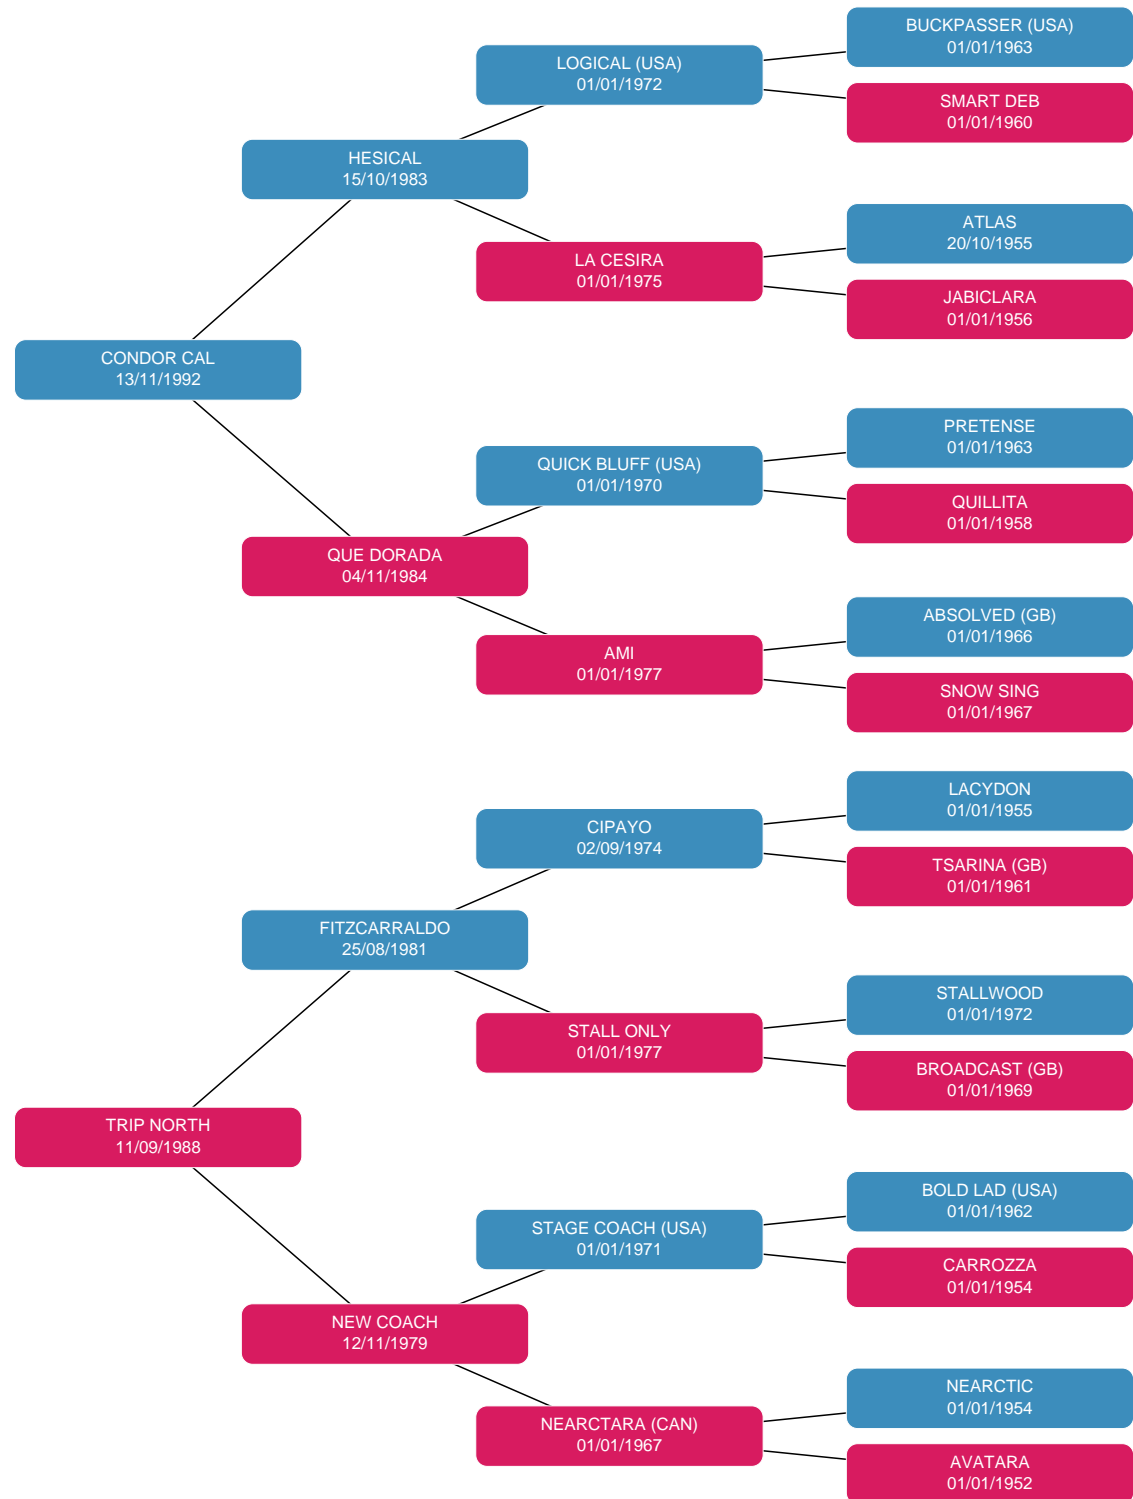 BUCKPASSER (USA)
01/01/1963
LOGICAL (USA)
01/01/1972
SMART DEB
01/01/1960
HESICAL
15/10/1983
ATLAS
20/10/1955
LA CESIRA
01/01/1975
JABICLARA
01/01/1956
CONDOR CAL
13/11/1992
PRETENSE
01/01/1963
QUICK BLUFF (USA)
01/01/1970
QUILLITA
01/01/1958
QUE DORADA
04/11/1984
ABSOLVED (GB)
01/01/1966
AMI
01/01/1977
SNOW SING
01/01/1967
LACYDON
01/01/1955
CIPAYO
02/09/1974
TSARINA (GB)
01/01/1961
FITZCARRALDO
25/08/1981
STALLWOOD
01/01/1972
STALL ONLY
01/01/1977
BROADCAST (GB)
01/01/1969
TRIP NORTH
11/09/1988
BOLD LAD (USA)
01/01/1962
STAGE COACH (USA)
01/01/1971
CARROZZA
01/01/1954
NEW COACH
12/11/1979
NEARCTIC
01/01/1954
NEARCTARA (CAN)
01/01/1967
AVATARA
01/01/1952